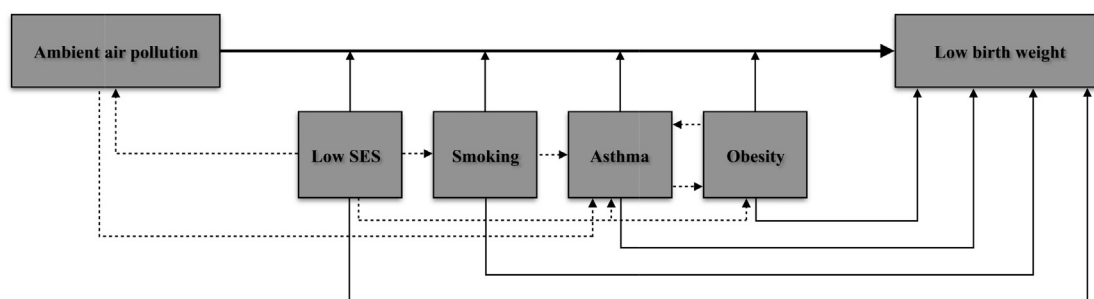 Ambient air pollution
Low birth weight
Low SES
Smoking
Asthma
Obesity